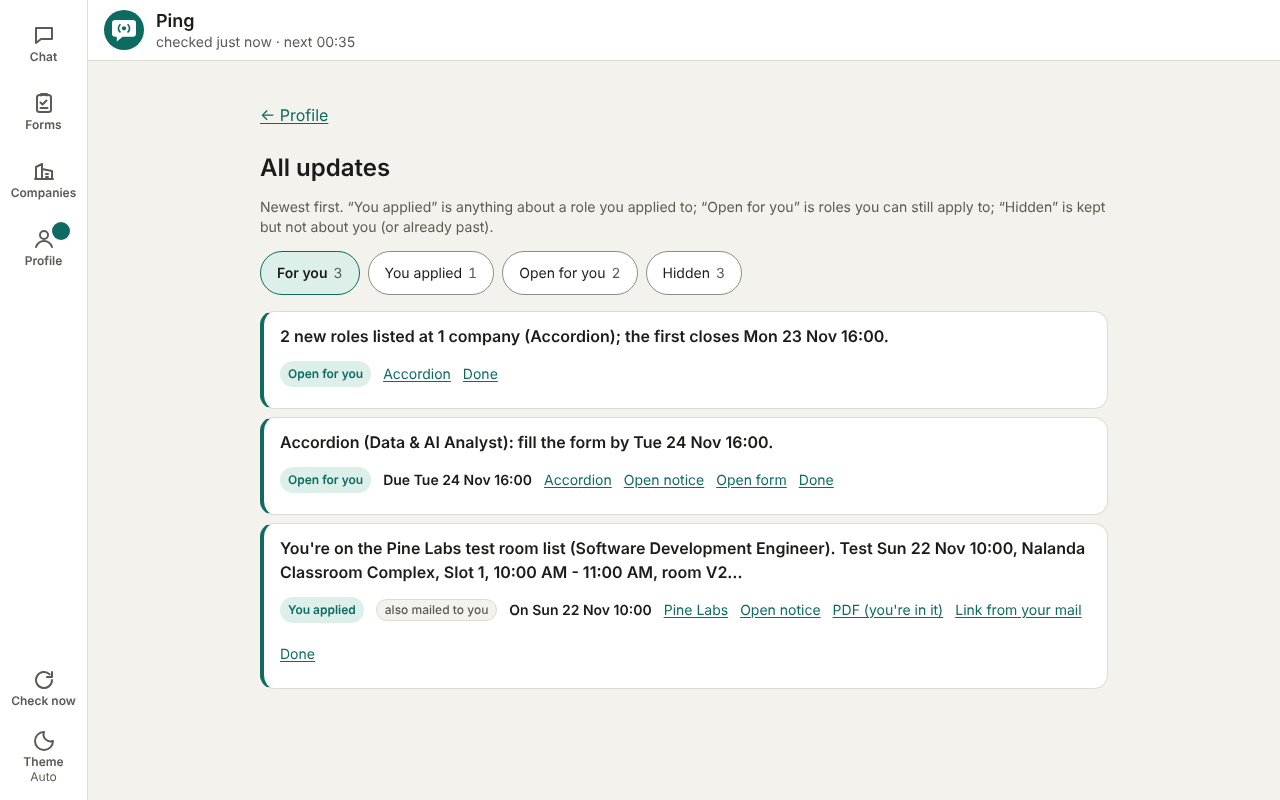 Ping
checked just now · next 00:35
Chat
Forms
Companies
Profile
Check now
Theme
Auto
← Profile
All updates
Newest first. “You applied” is anything about a role you applied to; “Open for you” is roles you can still apply to; “Hidden” is kept
but not about you (or already past).
For you 3 You applied 1 Open for you 2 Hidden 3
2 new roles listed at 1 company (Accordion); the first closes Mon 23 Nov 16:00.
Open for you Accordion Done
Accordion (Data & AI Analyst): fill the form by Tue 24 Nov 16:00.
Open for you Due Tue 24 Nov 16:00 Accordion Open notice Open form Done
You're on the Pine Labs test room list (Software Development Engineer). Test Sun 22 Nov 10:00, Nalanda
Classroom Complex, Slot 1, 10:00 AM - 11:00 AM, room V2...
You applied also mailed to you On Sun 22 Nov 10:00 Pine Labs Open notice PDF (you're in it) Link from your mail
Done